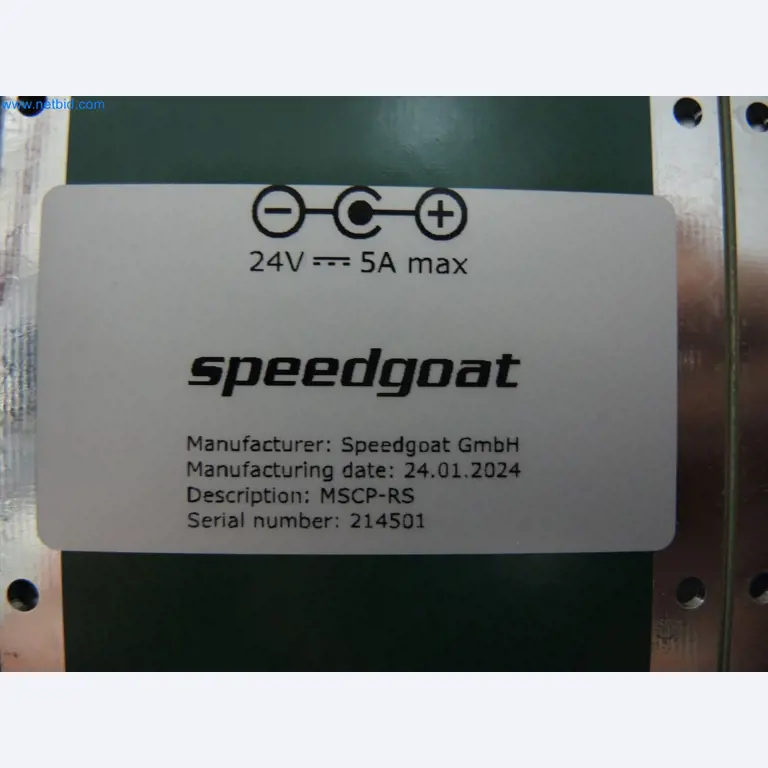 www.netbid.com
24V ⎓ 5A max
speedgoat
Manufacturer: Speedgoat GmbH
Manufacturing date: 24.01.2024
Description: MSCP-RS
Serial number: 214501